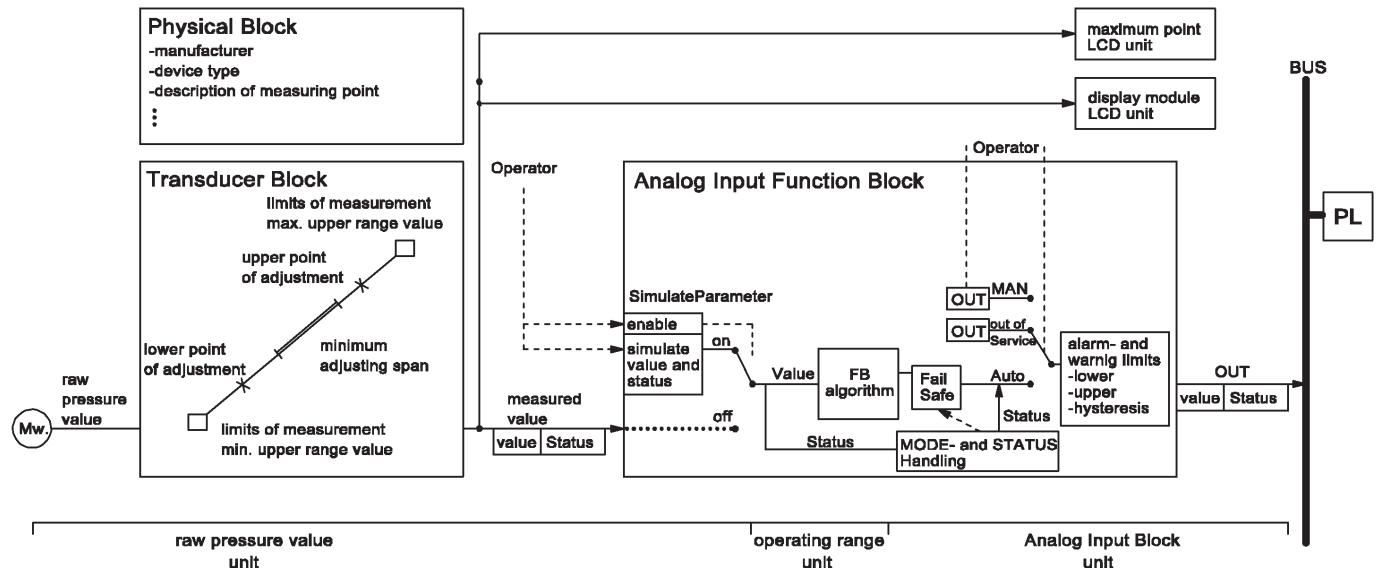 Physical Block
-manufacturer
-device type
-description of measuring point
maximum point
LCD unit
display module
LCD unit
BUS
PL
Transducer Block
limits of measurement
max. upper range value
upper point
of adjustment
lower point
of adjustment
minimum
adjusting span
limits of measurement
min. upper range value
raw
pressure
value
Mw.
Operator
measured
value
value Status
Analog Input Function Block
Operator
SimulateParameter
enable
simulate
value and
status
on
off
Value
Status
FB
algorithm
Fail
Safe
OUT MAN
OUT out of
Service
Auto
Status
MODE- and STATUS
Handling
alarm- and
warnig limits
-lower
-upper
-hysteresis
OUT
value Status
raw pressure value
unit
operating range
unit
Analog Input Block
unit